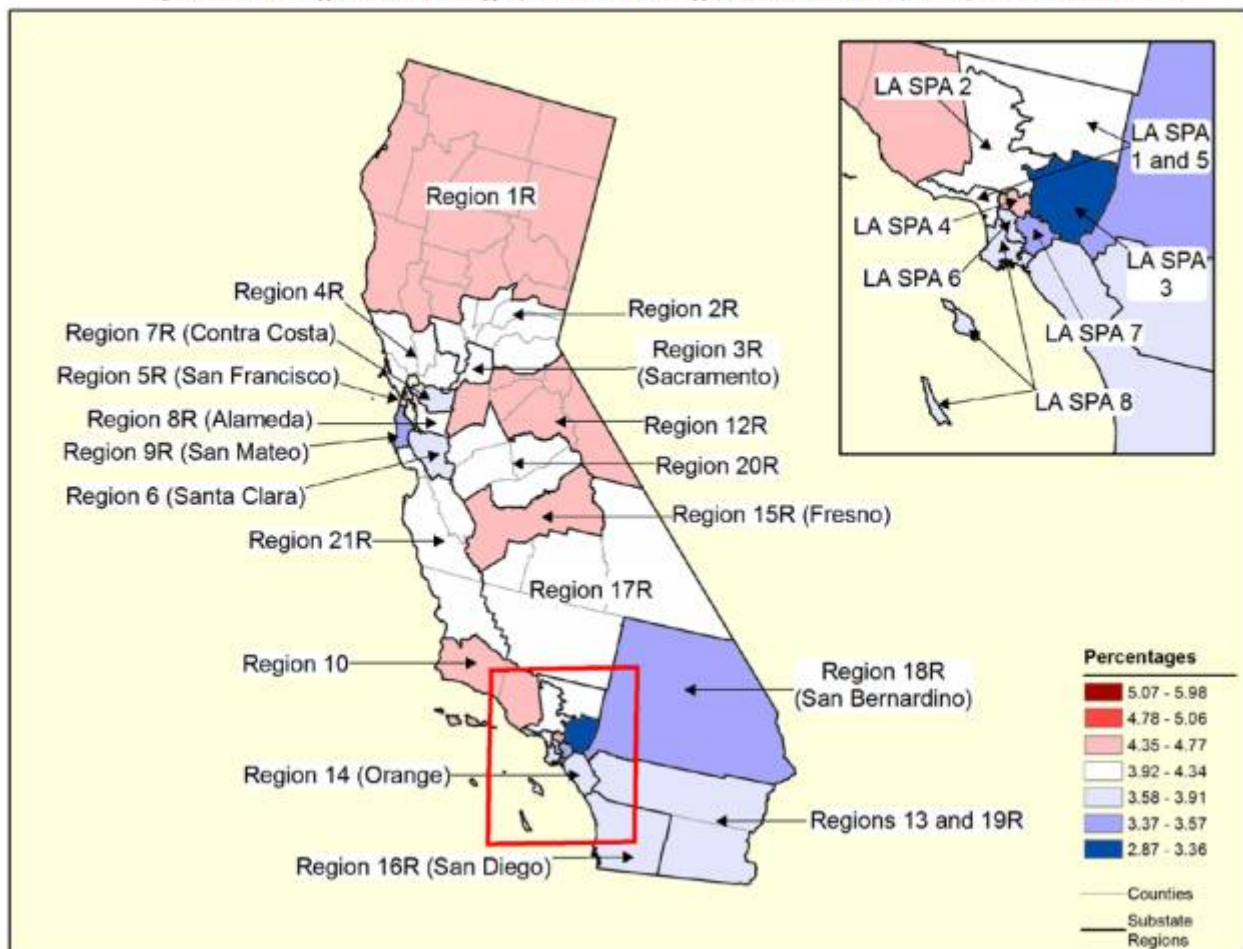 Region 1R
Region 4R
Region 7R (Contra Costa)
Region 5R (San Francisco)
Region 8R (Alameda)
Region 9R (San Mateo)
Region 6 (Santa Clara)
Region 21R
Region 10
Region 14 (Orange)
Region 16R (San Diego)
Region 2R
Region 3R
(Sacramento)
Region 12R
Region 20R
Region 15R (Fresno)
Region 17R
Region 18R
(San Bernardino)
Regions 13 and 19R
LA SPA 2
LA SPA
1 and 5
LA SPA 4
LA SPA 6
LA SPA
3
LA SPA 7
LA SPA 8
Percentages
5.07 - 5.98
4.78 - 5.06
4.35 - 4.77
3.92 - 4.34
3.58 - 3.91
3.37 - 3.57
2.87 - 3.36
Counties
Substate
Regions